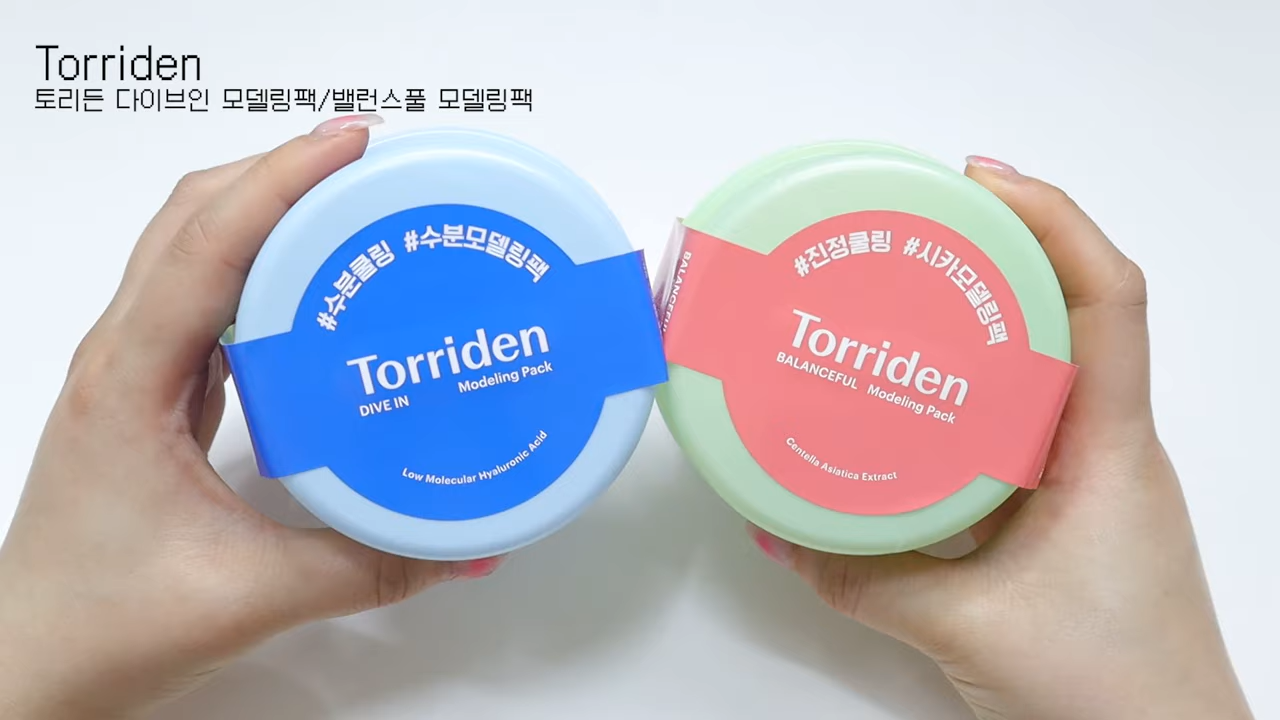 Torriden
토리든 다이브인 모델링팩/밸런스풀 모델링팩
#수분쿨링 #수분모델링팩
Torriden
DIVE IN Modeling Pack
Low Molecular Hyaluronic Acid
BALANCEFUL
#진정쿨링 #시카모델링팩
Torriden
BALANCEFUL Modeling Pack
Centella Asiatica Extract